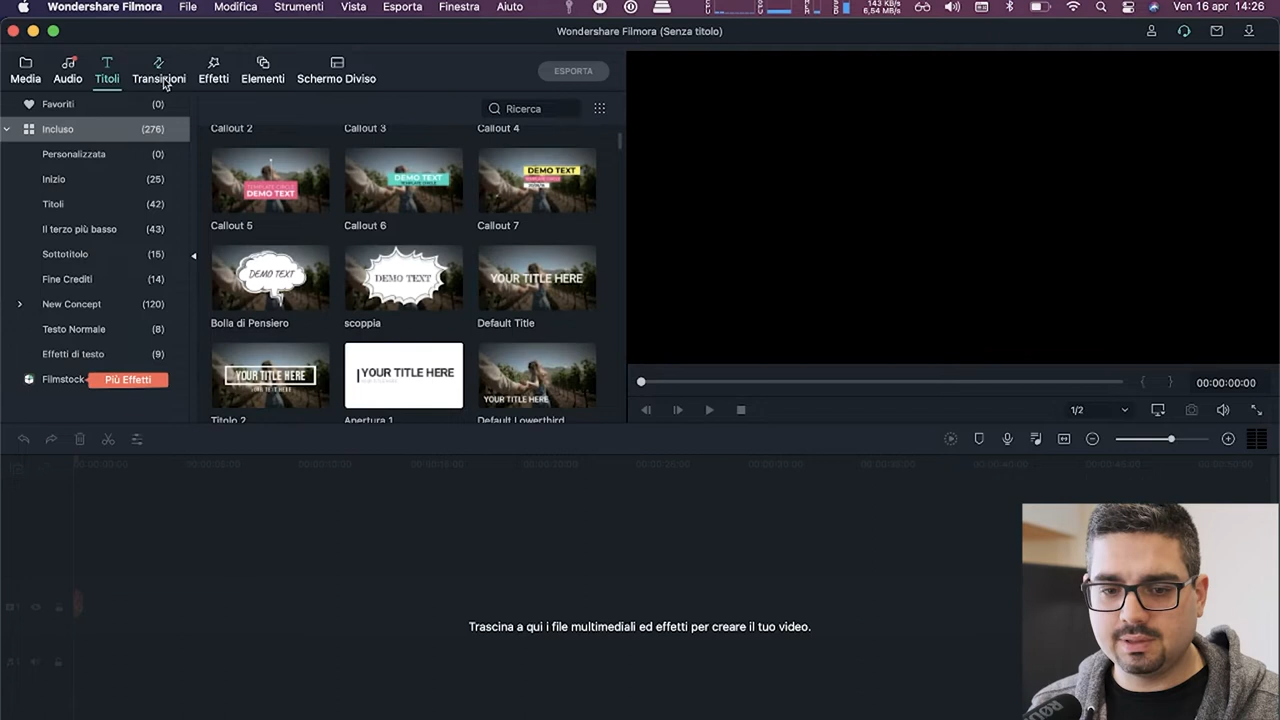 Wondershare Filmora File Modifica Strumenti Vista Esporta Finestra Aiuto
143 KB/s
6,54 MB/s
Ven 16 apr 14:26
Wondershare Filmora (Senza titolo)
Media Audio Titoli Transizioni Effetti Elementi Schermo Diviso
ESPORTA
Favoriti (0)
Incluso (276)
Personalizzata (0)
Inizio (25)
Titoli (42)
Il terzo più basso (43)
Sottotitolo (15)
Fine Crediti (14)
New Concept (120)
Testo Normale (8)
Effetti di testo (9)
Filmstock Più Effetti
Ricerca
Callout 2 Callout 3 Callout 4
DEMO TEXT
DEMO TEXT
DEMO TEXT
Callout 5 Callout 6 Callout 7
DEMO TEXT
DEMO TEXT
YOUR TITLE HERE
Bolla di Pensiero scoppia Default Title
YOUR TITLE HERE
YOUR TITLE HERE
YOUR TITLE HERE
Titolo 2 Apertura 1 Default Lowerthird
00:00:00:00
1/2
Trascina a qui i file multimediali ed effetti per creare il tuo video.